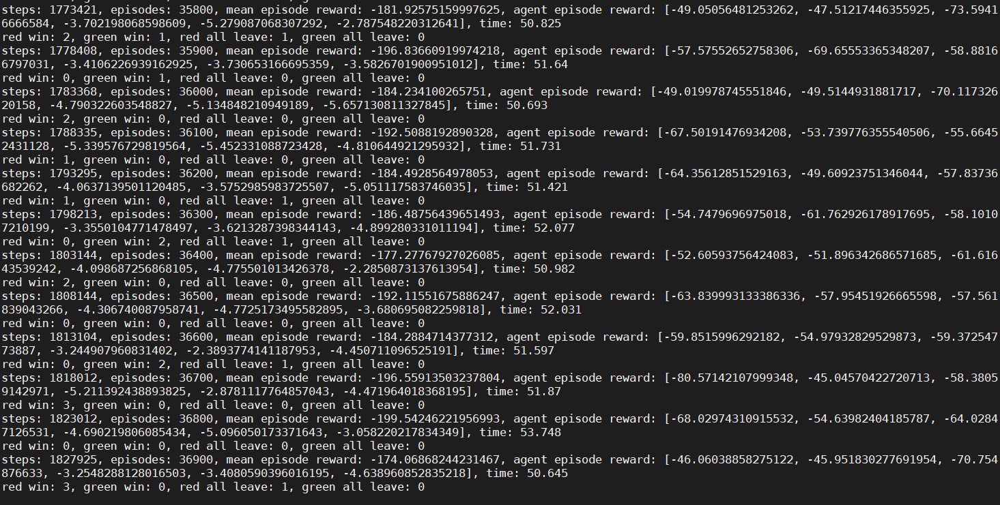 steps: 1773421, episodes: 35800, mean episode reward: -181.92575159997625, agent episode reward: [-49.05056481253262, -47.51217446355925, -73.5941
6666584, -3.702198068598609, -5.279087068307292, -2.787548220312641], time: 50.825
red win: 2, green win: 1, red all leave: 1, green all leave: 0
steps: 1778408, episodes: 35900, mean episode reward: -196.83660919974218, agent episode reward: [-57.57552652758306, -69.65553365348207, -58.8816
6797031, -3.4106226939162925, -3.730653166695359, -3.5826701900951012], time: 51.64
red win: 0, green win: 1, red all leave: 0, green all leave: 0
steps: 1783368, episodes: 36000, mean episode reward: -184.234100265751, agent episode reward: [-49.019978745551846, -49.5144931881717, -70.117326
20158, -4.790322603548827, -5.134848210949189, -5.657130811327845], time: 50.693
red win: 2, green win: 0, red all leave: 0, green all leave: 0
steps: 1788335, episodes: 36100, mean episode reward: -192.5088192890328, agent episode reward: [-67.50191476934208, -53.739776355540506, -55.6645
2431128, -5.339576729819564, -5.452331088723428, -4.810644921295932], time: 51.731
red win: 1, green win: 0, red all leave: 0, green all leave: 0
steps: 1793295, episodes: 36200, mean episode reward: -184.4928564978053, agent episode reward: [-64.35612851529163, -49.60923751346044, -57.83736
682262, -4.0637139501120485, -3.5752985983725507, -5.051117583746035], time: 51.421
red win: 1, green win: 0, red all leave: 1, green all leave: 0
steps: 1798213, episodes: 36300, mean episode reward: -186.48756439651493, agent episode reward: [-54.7479696975018, -61.762926178917695, -58.1010
7210199, -3.3550104771478497, -3.6213287398344143, -4.899280331011194], time: 52.077
red win: 0, green win: 2, red all leave: 1, green all leave: 0
steps: 1803144, episodes: 36400, mean episode reward: -177.27767927026085, agent episode reward: [-52.60593756424083, -51.896342686571685, -61.616
43539242, -4.098687256868105, -4.775501013426378, -2.2850873137613954], time: 50.982
red win: 2, green win: 0, red all leave: 0, green all leave: 0
steps: 1808144, episodes: 36500, mean episode reward: -192.11551675886247, agent episode reward: [-63.839993133386336, -57.95451926665598, -57.561
839043266, -4.306740087958741, -4.7725173495582895, -3.680695082259818], time: 52.031
red win: 0, green win: 0, red all leave: 0, green all leave: 0
steps: 1813104, episodes: 36600, mean episode reward: -184.2884714377312, agent episode reward: [-59.8515996292182, -54.97932829529873, -59.372547
73887, -3.244907960831402, -2.3893774141187953, -4.450711096525191], time: 51.597
red win: 0, green win: 2, red all leave: 1, green all leave: 0
steps: 1818012, episodes: 36700, mean episode reward: -196.55913503237804, agent episode reward: [-80.57142107999348, -45.04570422720713, -58.3805
9142971, -5.211392438893825, -2.8781117764857043, -4.471964018368195], time: 51.87
red win: 3, green win: 0, red all leave: 0, green all leave: 0
steps: 1823012, episodes: 36800, mean episode reward: -199.54246221956993, agent episode reward: [-68.02974310915532, -54.63982404185787, -64.0284
7126531, -4.690219806085434, -5.096050173371643, -3.058220217834349], time: 53.748
red win: 0, green win: 0, red all leave: 0, green all leave: 0
steps: 1827925, episodes: 36900, mean episode reward: -174.06868244231467, agent episode reward: [-46.06038858275122, -45.951830277691954, -70.754
876633, -3.2548288128016503, -3.4080590396016195, -4.638960852835218], time: 50.645
red win: 3, green win: 0, red all leave: 1, green all leave: 0